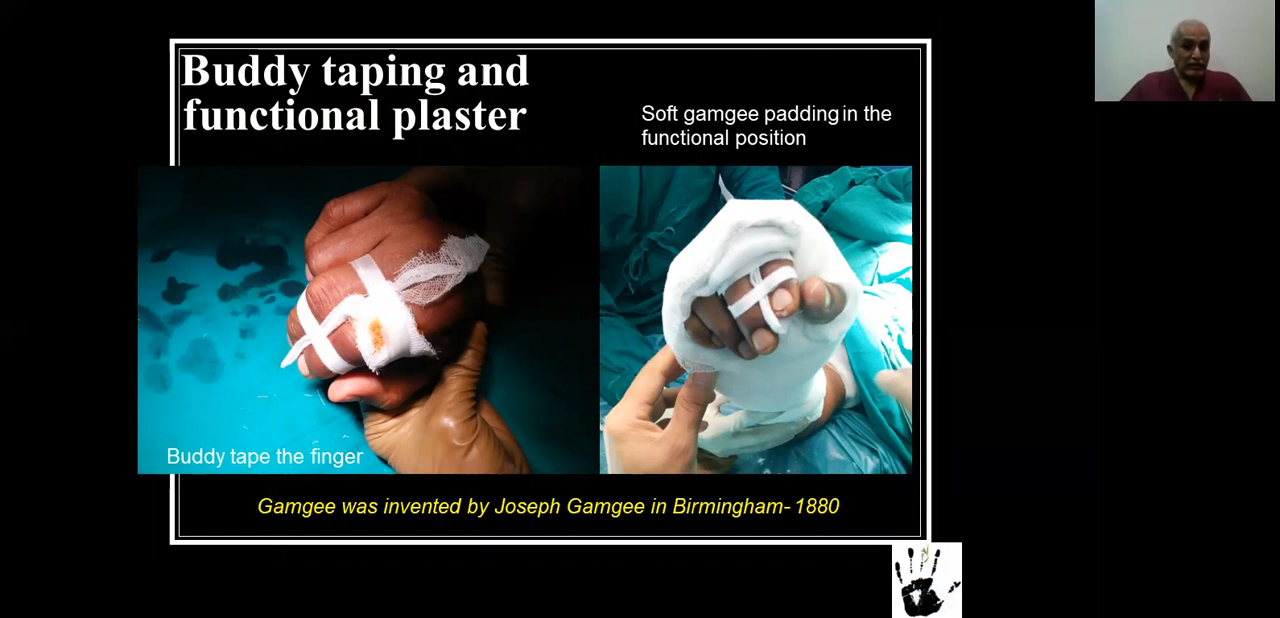 Buddy taping and
functional plaster
Soft gamgee padding in the
functional position
Buddy tape the finger
Gamgee was invented by Joseph Gamgee in Birmingham- 1880